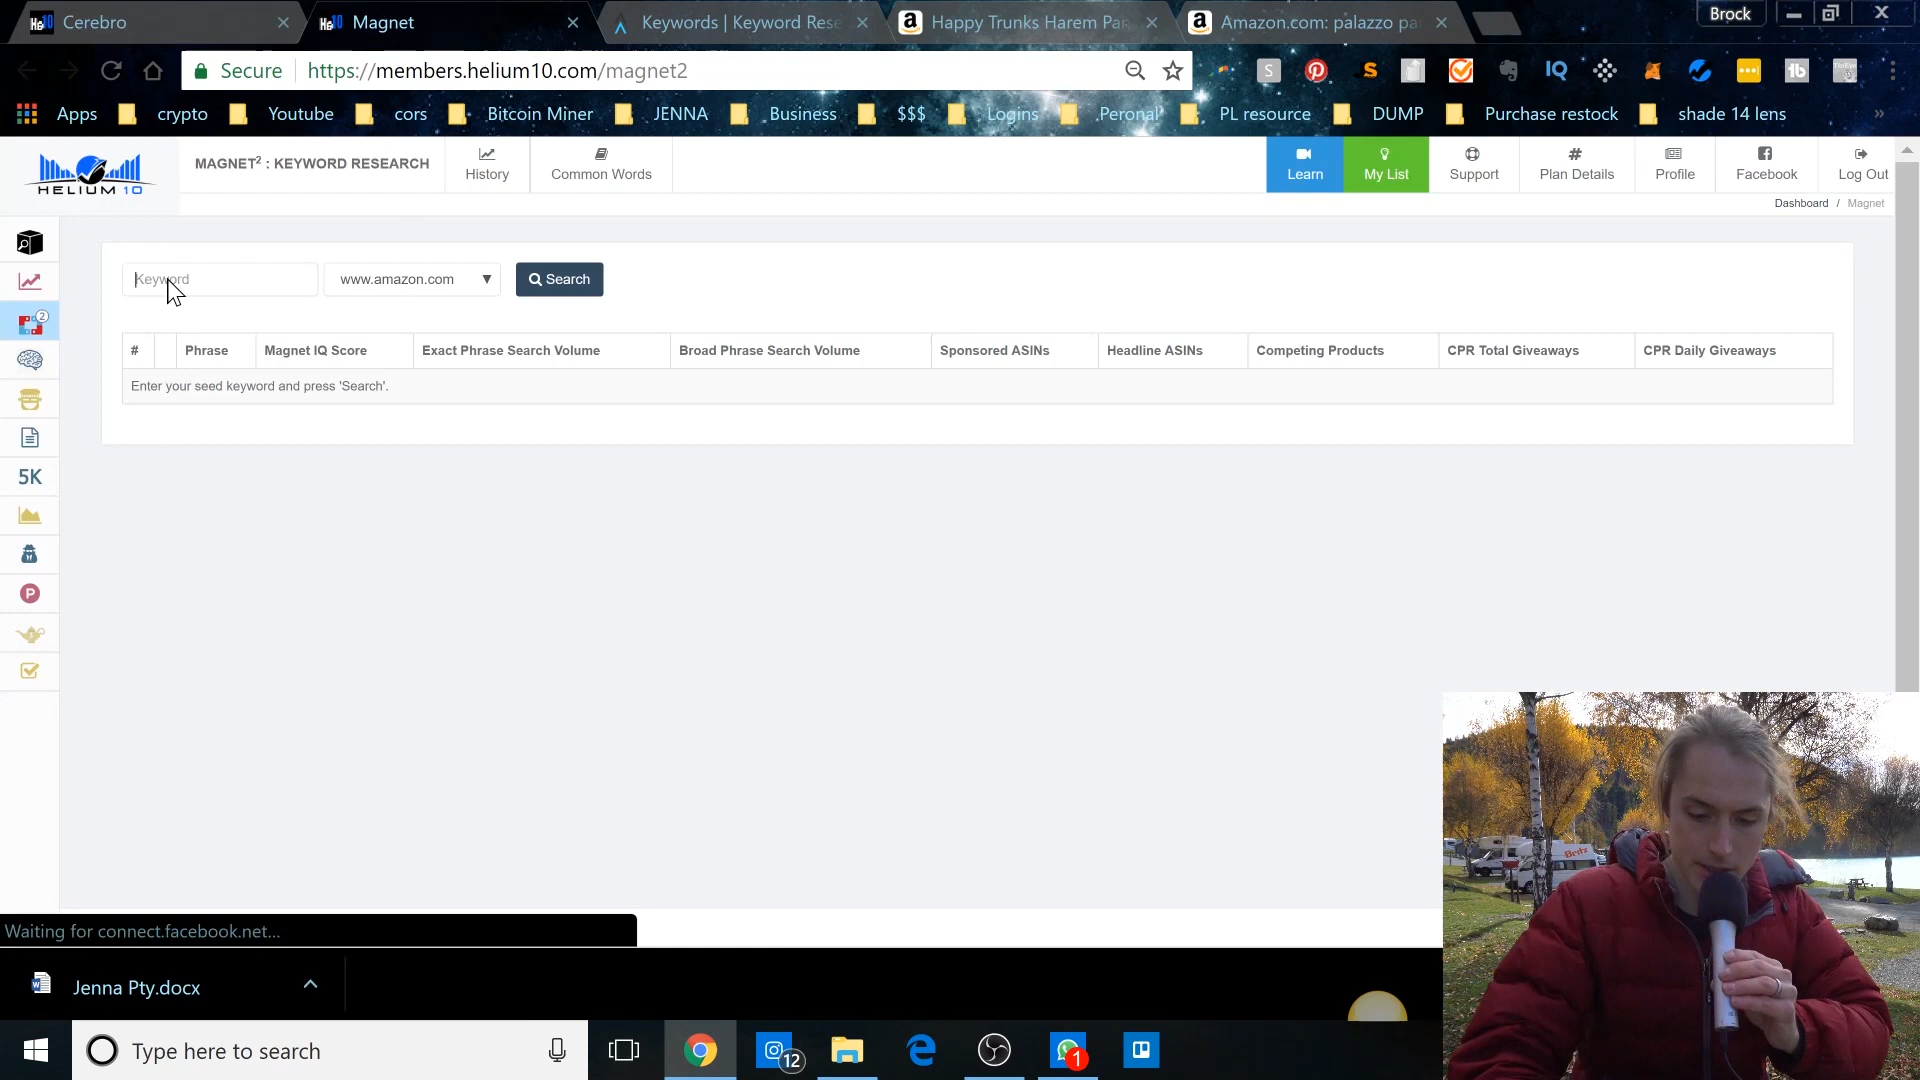 Cerebro
Magnet
Keywords | Keyword Rese
Happy Trunks Harem Pan
Amazon.com: palazzo pa
Brock
Secure
https://members.helium10.com/magnet2
Apps
crypto
Youtube
cors
Bitcoin Miner
JENNA
Business
$$$
Logins
Peronal
PL resource
DUMP
Purchase restock
shade 14 lens
»
HELIUM 10
MAGNET2 : KEYWORD RESEARCH
History
Common Words
Learn
My List
Support
Plan Details
Profile
Facebook
Log Out
Dashboard / Magnet
Keyword
www.amazon.com
Search
#
Phrase
Magnet IQ Score
Exact Phrase Search Volume
Broad Phrase Search Volume
Sponsored ASINs
Headline ASINs
Competing Products
CPR Total Giveaways
CPR Daily Giveaways
Enter your seed keyword and press 'Search'.
2
5K
P
Britz
Waiting for connect.facebook.net...
Jenna Pty.docx
Type here to search
12
1